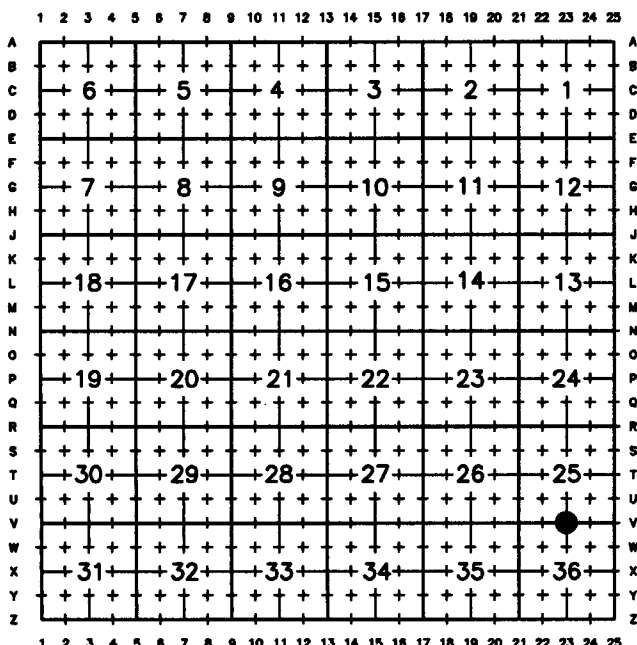 1 2 3 4 5 6 7 8 9 10 11 12 13 14 15 16 17 18 19 20 21 22 23 24 25
A A
B B
C 6 5 4 3 2 1 C
D D
E E
F F
G 7 8 9 10 11 12 G
H H
J J
K K
L 18 17 16 15 14 13 L
M M
N N
O O
P 19 20 21 22 23 24 P
Q Q
R R
S S
T 30 29 28 27 26 25 T
U U
V V
W W
X 31 32 33 34 35 36 X
Y Y
Z Z
1 2 3 4 5 6 7 8 9 10 11 12 13 14 15 16 17 18 19 20 21 22 23 24 25